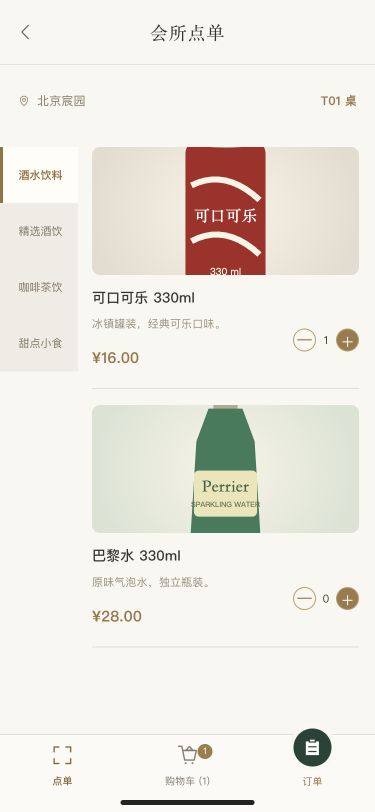 会所点单
北京宸园
T01 桌
酒水饮料
精选酒饮
咖啡茶饮
甜点小食
可口可乐
330 ml
可口可乐 330ml
冰镇罐装，经典可乐口味。
¥16.00
1
Perrier
SPARKLING WATER
巴黎水 330ml
原味气泡水，独立瓶装。
¥28.00
0
点单
1
购物车 (1)
订单